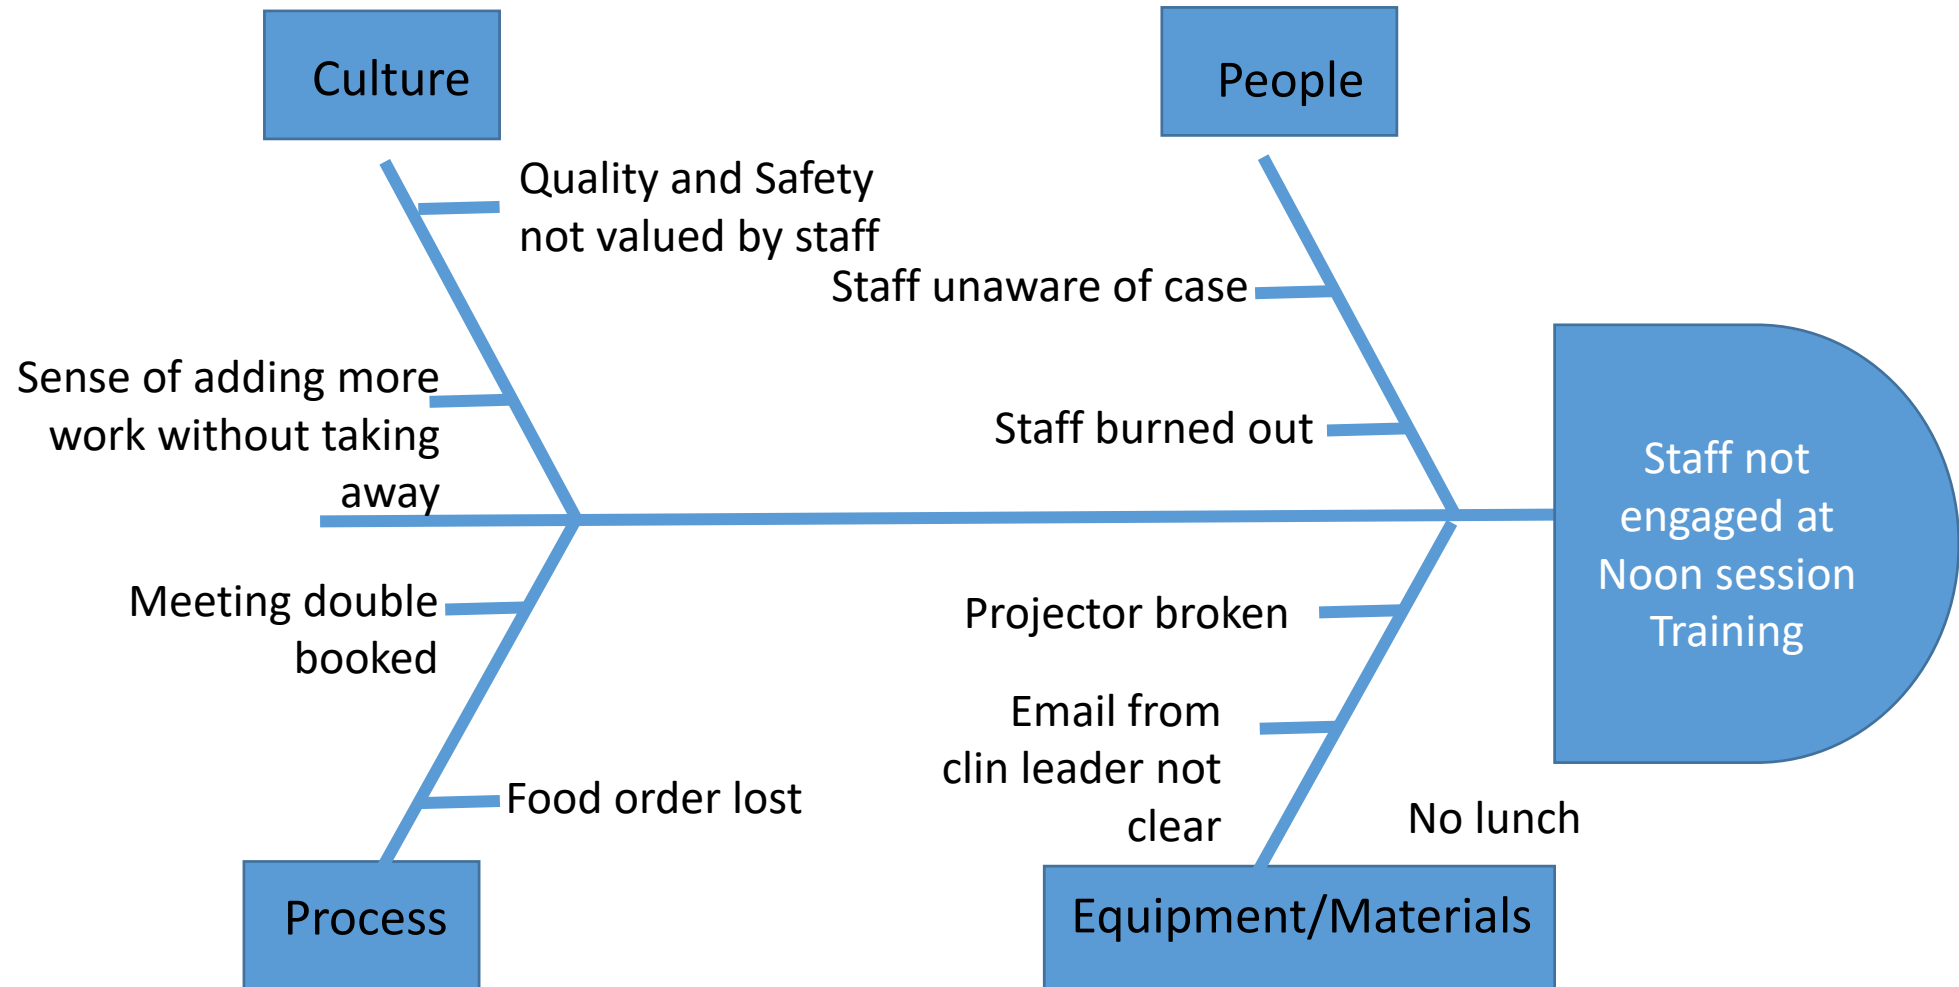 Culture
People
Quality and Safety
not valued by staff
Staff unaware of case
Sense of adding more
work without taking
away
Staff burned out
Staff not
engaged at
Noon session
Training
Meeting double
booked
Projector broken
Email from
clin leader not
clear
Food order lost
No lunch
Process
Equipment/Materials